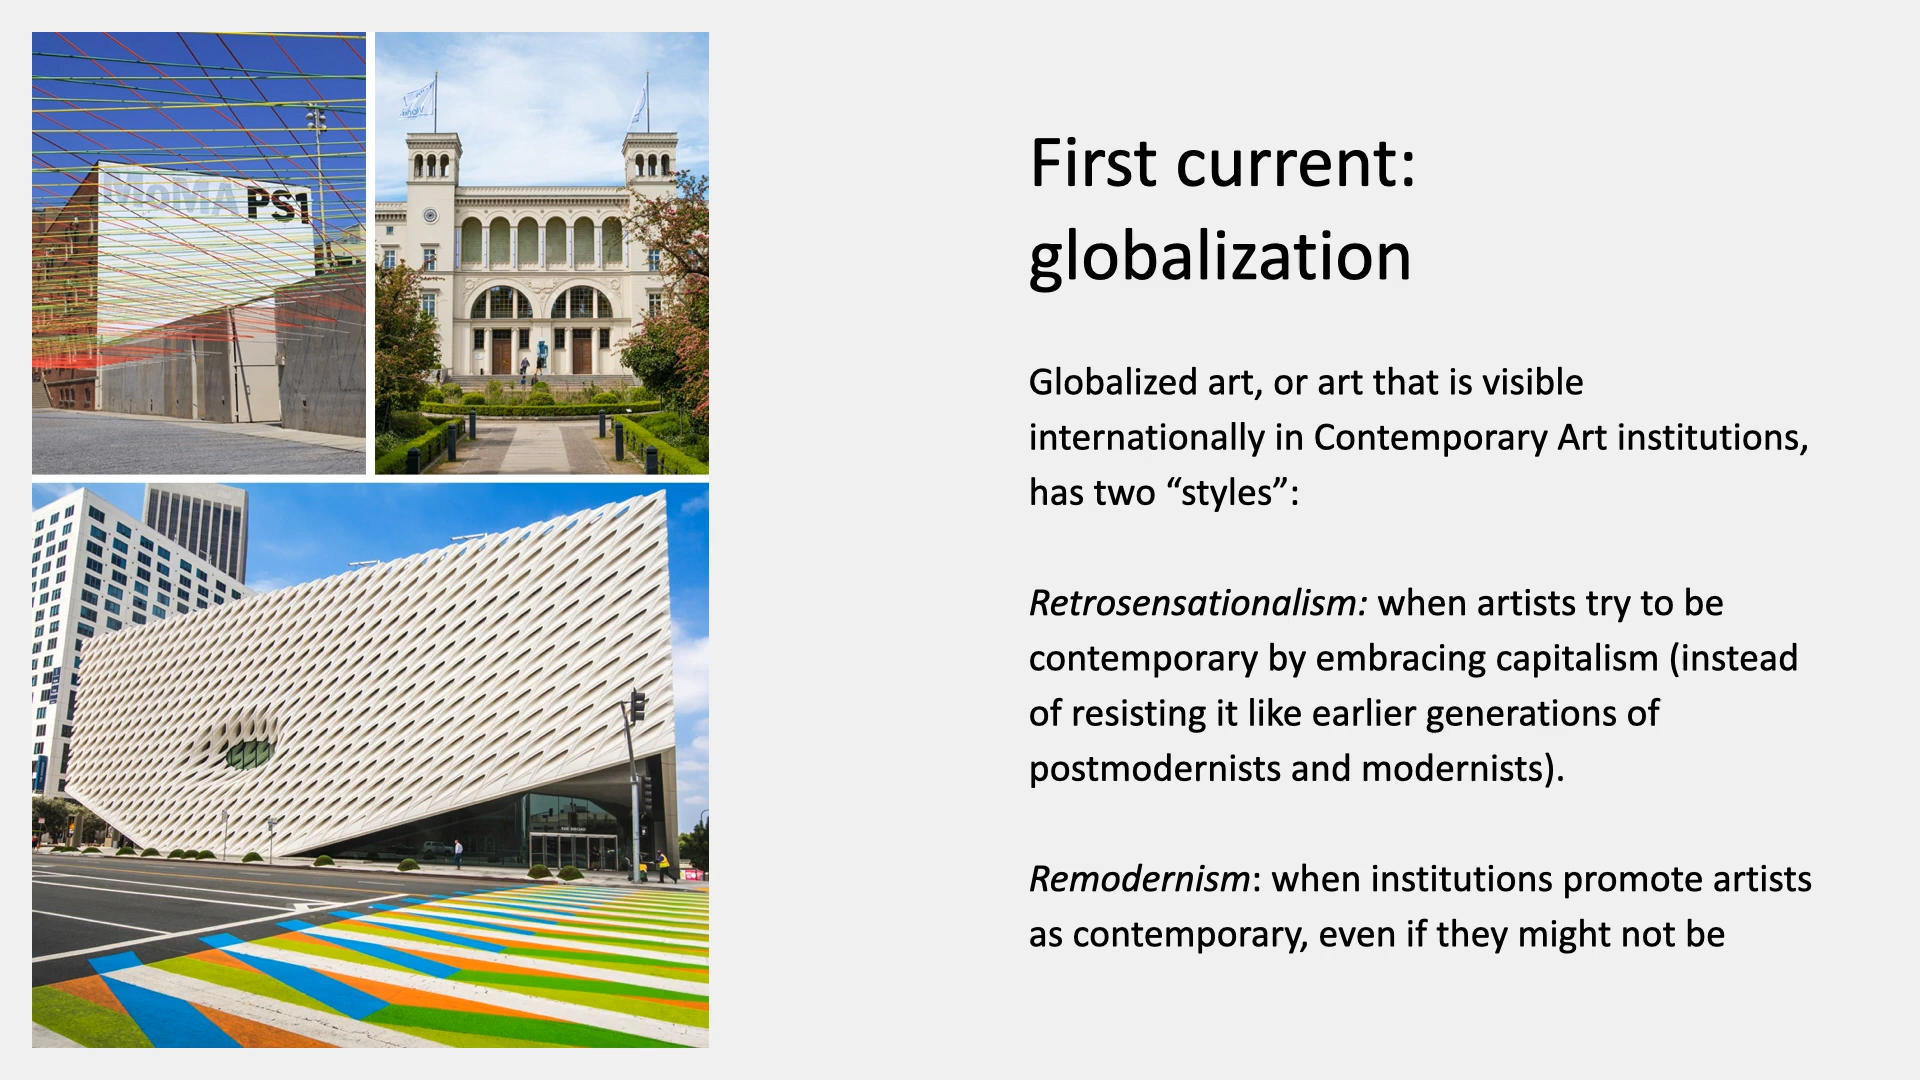 MoMA PS1
First current:
globalization
Globalized art, or art that is visible
internationally in Contemporary Art institutions,
has two “styles”:
Retrosensationalism: when artists try to be
contemporary by embracing capitalism (instead
of resisting it like earlier generations of
postmodernists and modernists).
Remodernism: when institutions promote artists
as contemporary, even if they might not be
THE BROAD